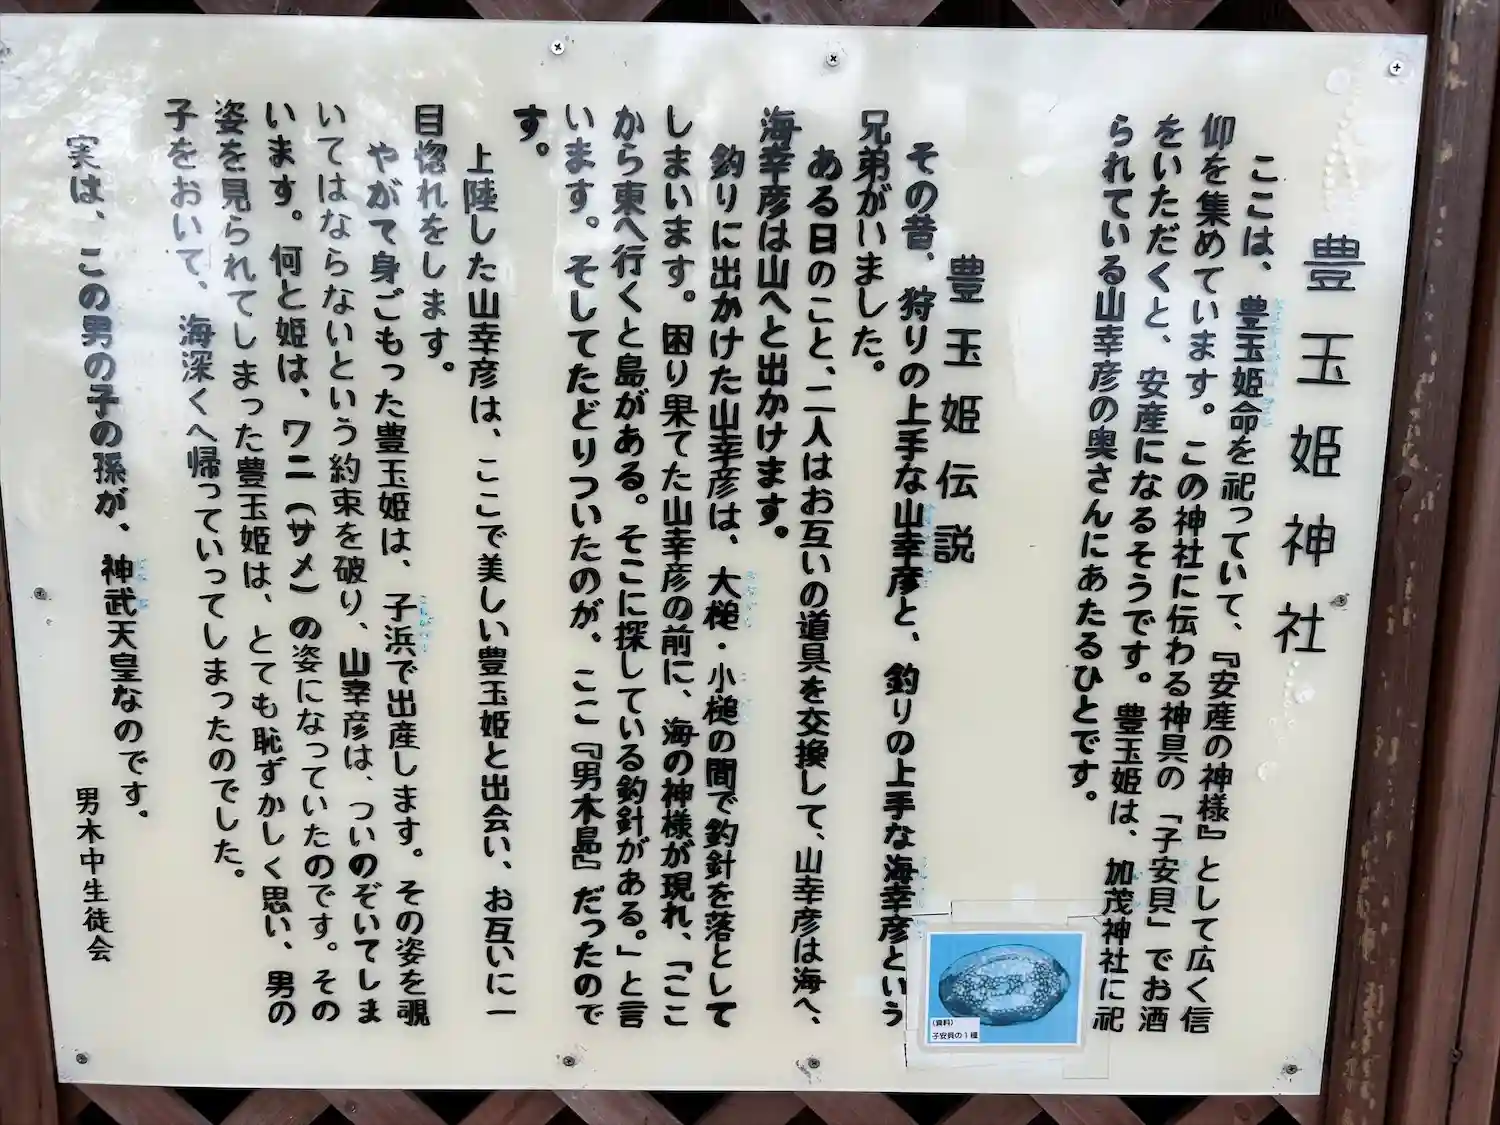 豊玉姫神社
ここは、豊玉姫命を祀っていて、『安産の神様』として広く信
仰を集めています。この神社に伝わる神具の「子安貝」でお酒
をいただくと、安産になるそうです。豊玉姫は、加茂神社に祀
られている山幸彦の奥さんにあたるひとです。
豊玉姫伝説
その昔、狩りの上手な山幸彦と、釣りの上手な海幸彦という
兄弟がいました。
ある日のこと、二人はお互いの道具を交換して、山幸彦は海へ、
海幸彦は山へと出かけます。
釣りに出かけた山幸彦は、大槌・小槌の間で釣針を落として
しまいます。困り果てた山幸彦の前に、海の神様が現れ、「ここ
から東へ行くと島がある。そこに探している釣針がある。」と言
います。そしてたどりついたのが、ここ『男木島』だったので
す。
上陸した山幸彦は、ここで美しい豊玉姫と出会い、お互いに一
目惚れをします。
やがて身ごもった豊玉姫は、子浜で出産します。その姿を覗
いてはならないという約束を破り、山幸彦は、ついのぞいてしま
います。何と姫は、ワニ(サメ)の姿になっていたのです。その
姿を見られてしまった豊玉姫は、とても恥ずかしく思い、男の
子をおいて、海深くへ帰っていってしまったのでした。
実は、この男の子の孫が、神武天皇なのです。
男木中生徒会
(資料)
子安貝の1種